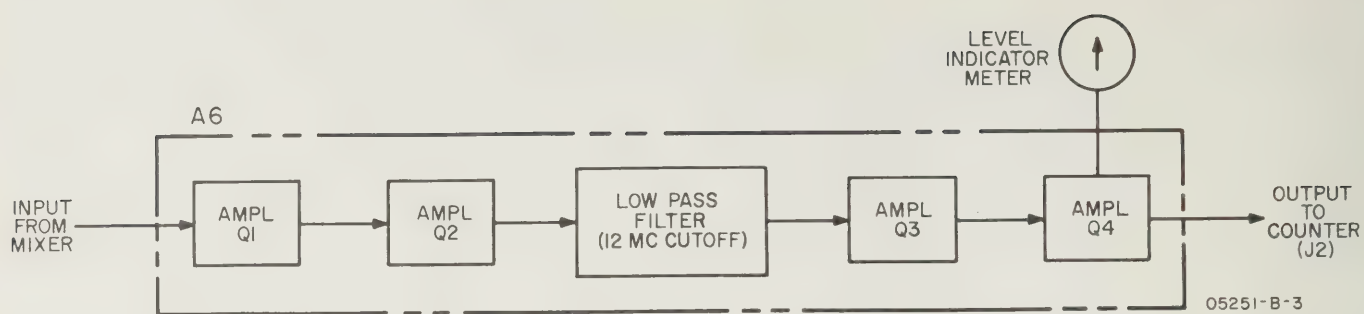 LEVEL
INDICATOR
METER
A6
INPUT
FROM
MIXER
AMPL
Q1
AMPL
Q2
LOW PASS
FILTER
(12 MC CUTOFF)
AMPL
Q3
AMPL
Q4
OUTPUT
TO
COUNTER
(J2)
05251-B-3